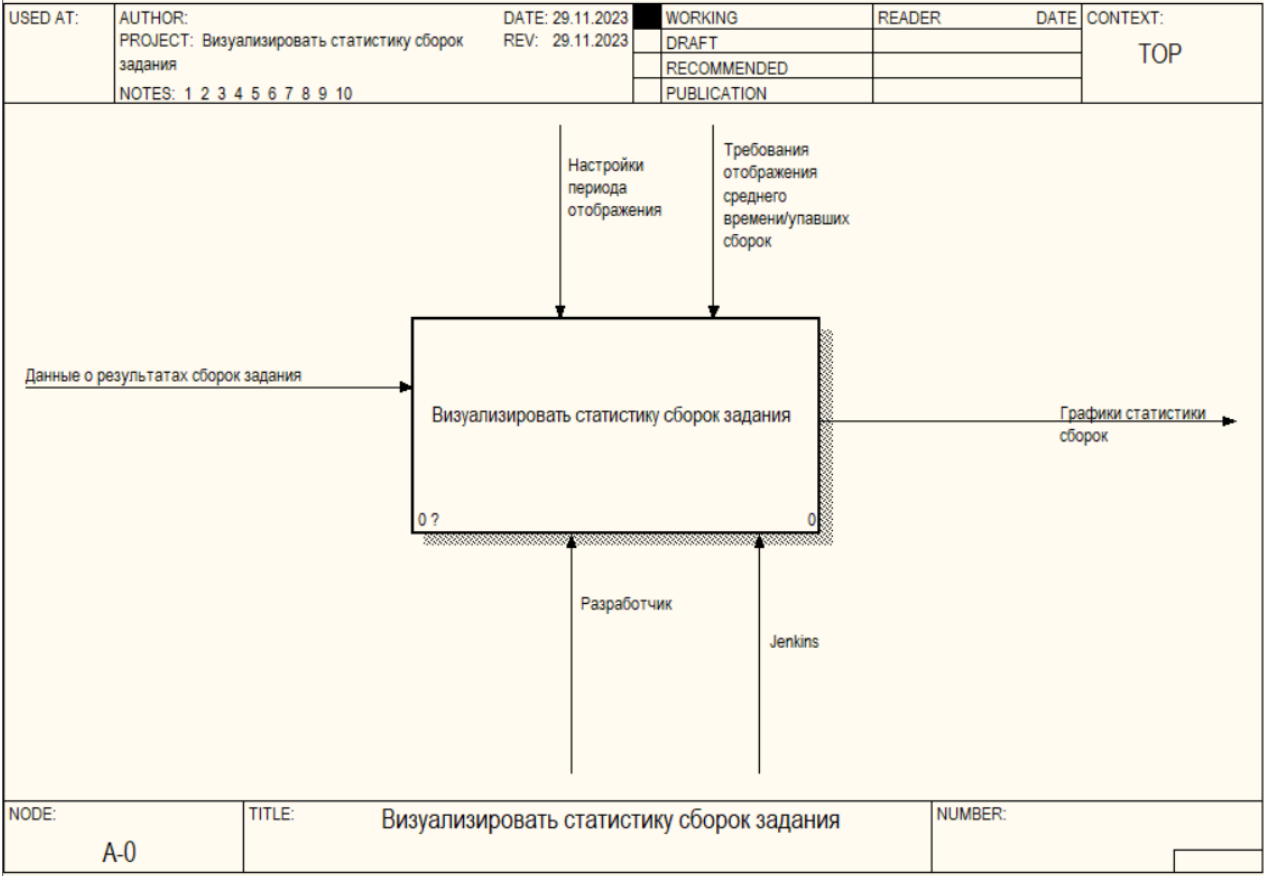 USED AT:
AUTHOR:
DATE: 29.11.2023
PROJECT: Визуализировать статистику сборок
REV: 29.11.2023
задания
NOTES: 1 2 3 4 5 6 7 8 9 10
WORKING
DRAFT
RECOMMENDED
PUBLICATION
READER
DATE
CONTEXT:
TOP
Настройки
периода
отображения
Требования
отображения
среднего
времени/упавших
сборок
Данные о результатах сборок задания
Визуализировать статистику сборок задания
0 ?
0
Графики статистики
сборок
Разработчик
Jenkins
NODE:
A-0
TITLE:
Визуализировать статистику сборок задания
NUMBER: